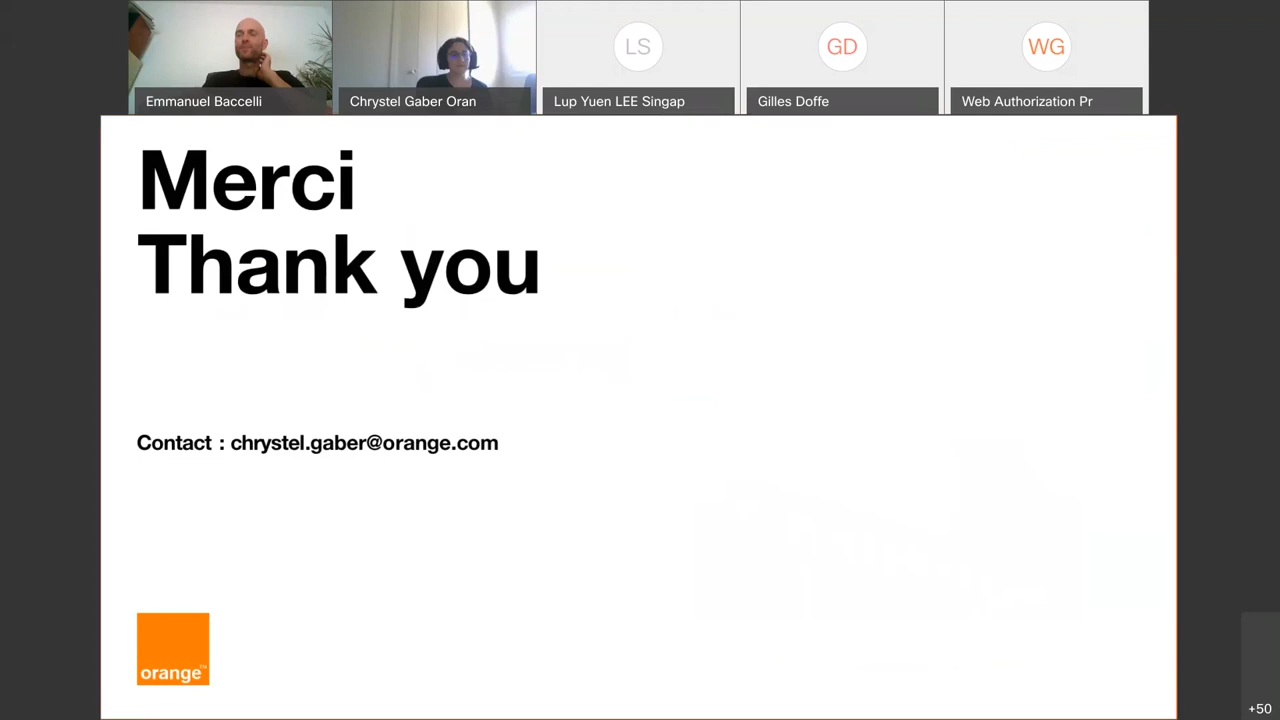 LS
GD
WG
Emmanuel Baccelli
Chrystel Gaber Oran
Lup Yuen LEE Singap
Gilles Doffe
Web Authorization Pr
Merci
Thank you
Contact : chrystel.gaber@orange.com
orange™
+50